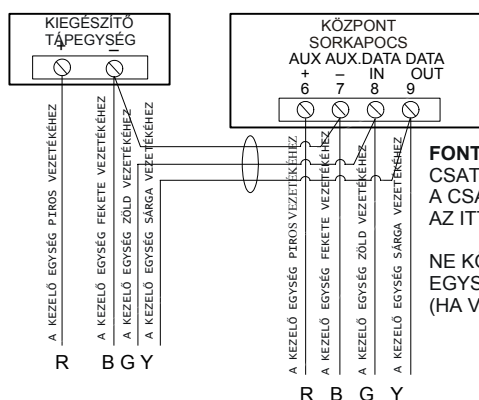 KIEGÉSZÍTŐ
TÁPEGYSÉG
+ –
A KEZELŐ EGYSÉG PIROS VEZETÉKÉHEZ
A KEZELŐ EGYSÉG FEKETE VEZETÉKÉHEZ
A KEZELŐ EGYSÉG ZÖLD VEZETÉKÉHEZ
A KEZELŐ EGYSÉG SÁRGA VEZETÉKÉHEZ
R B G Y
KÖZPONT
SORKAPOCS
AUX AUX.DATA DATA
+ – IN OUT
6 7 8 9
A KEZELŐ EGYSÉG PIROS VEZETÉKÉHEZ
A KEZELŐ EGYSÉG FEKETE VEZETÉKÉHEZ
A KEZELŐ EGYSÉG ZÖLD VEZETÉKÉHEZ
A KEZELŐ EGYSÉG SÁRGA VEZETÉKÉHEZ
R B G Y
FONT
CSAT
A CSA
AZ IT
NE KO
EGYS
(HA V